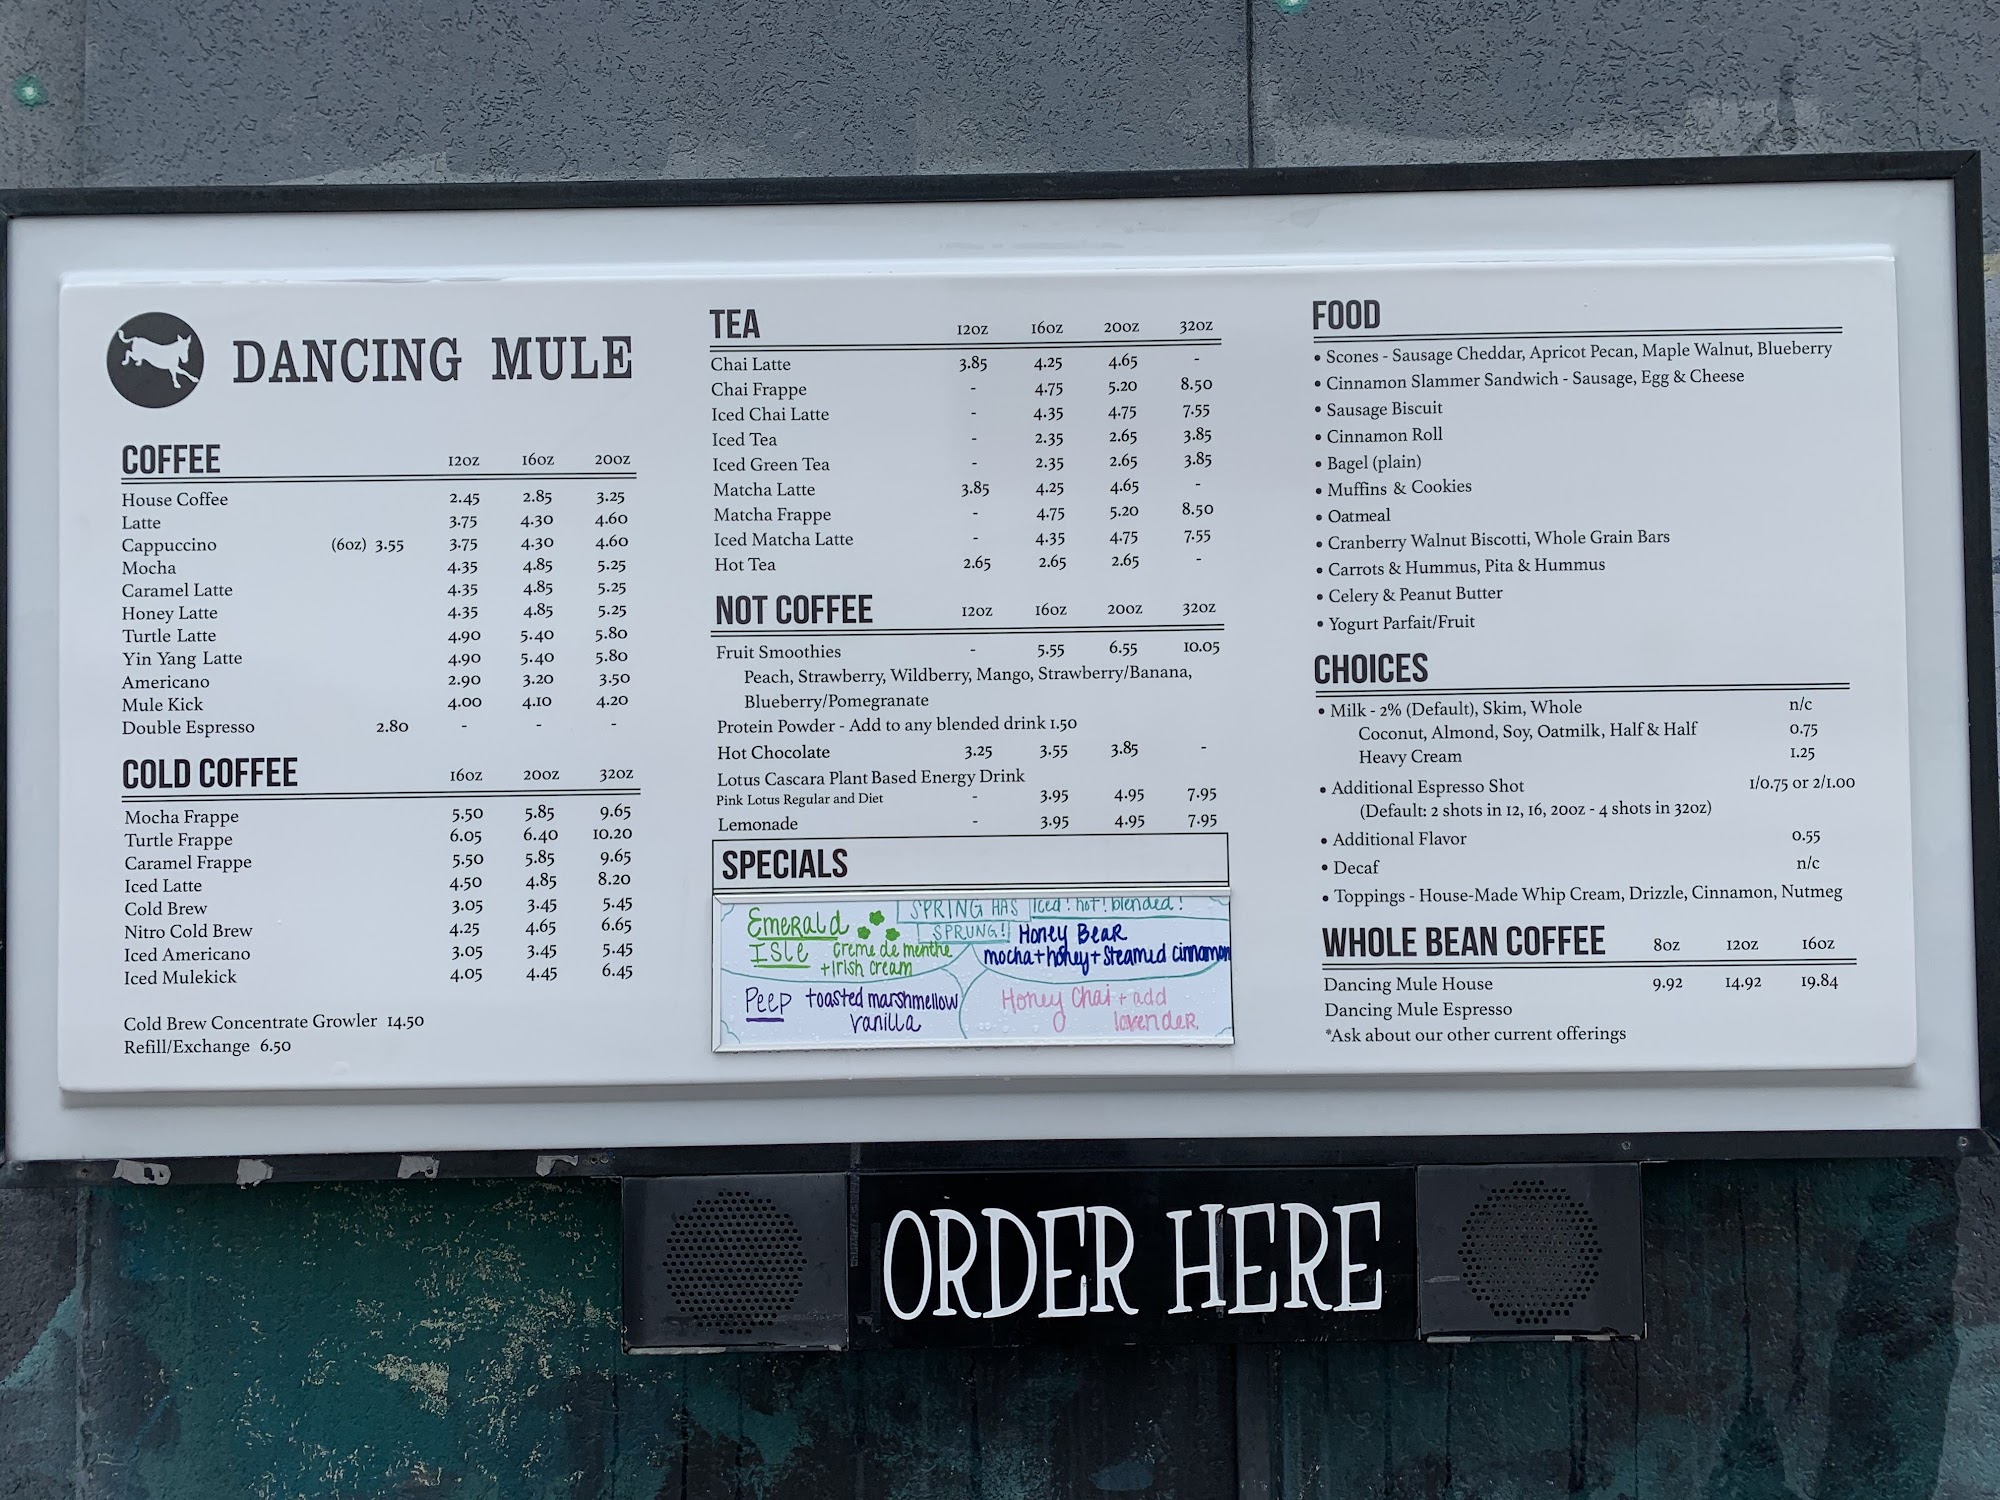 DANCING MULE
COFFEE 12oz 16oz 20oz
House Coffee 2.45 2.85 3.25
Latte 3.75 4.30 4.60
Cappuccino (6oz) 3.55 3.75 4.30 4.60
Mocha 4.35 4.85 5.25
Caramel Latte 4.35 4.85 5.25
Honey Latte 4.35 4.85 5.25
Turtle Latte 4.90 5.40 5.80
Yin Yang Latte 4.90 5.40 5.80
Americano 2.90 3.20 3.50
Mule Kick 4.00 4.10 4.20
Double Espresso 2.80 - - -
COLD COFFEE 16oz 20oz 32oz
Mocha Frappe 5.50 5.85 9.65
Turtle Frappe 6.05 6.40 10.20
Caramel Frappe 5.50 5.85 9.65
Iced Latte 4.50 4.85 8.20
Cold Brew 3.05 3.45 5.45
Nitro Cold Brew 4.25 4.65 6.65
Iced Americano 3.05 3.45 5.45
Iced Mulekick 4.05 4.45 6.45
Cold Brew Concentrate Growler 14.50
Refill/Exchange 6.50
TEA 12oz 16oz 20oz 32oz
Chai Latte 3.85 4.25 4.65 -
Chai Frappe - 4.75 5.20 8.50
Iced Chai Latte - 4.35 4.75 7.55
Iced Tea - 2.35 2.65 3.85
Iced Green Tea - 2.35 2.65 3.85
Matcha Latte 3.85 4.25 4.65 -
Matcha Frappe - 4.75 5.20 8.50
Iced Matcha Latte - 4.35 4.75 7.55
Hot Tea 2.65 2.65 2.65 -
NOT COFFEE 12oz 16oz 20oz 32oz
Fruit Smoothies - 5.55 6.55 10.05
Peach, Strawberry, Wildberry, Mango, Strawberry/Banana,
Blueberry/Pomegranate
Protein Powder - Add to any blended drink 1.50
Hot Chocolate 3.25 3.55 3.85 -
Lotus Cascara Plant Based Energy Drink
Pink Lotus Regular and Diet - 3.95 4.95 7.95
Lemonade - 3.95 4.95 7.95
SPECIALS
SPRING HAS
SPRUNG!
Iced! hot! blended!
Emerald
Isle creme de menthe
+ irish cream
Honey Bear
mocha+honey+steamed cinnamon
Peep toasted marshmellow
vanilla
Honey Chai + add
lavender
FOOD
• Scones - Sausage Cheddar, Apricot Pecan, Maple Walnut, Blueberry
• Cinnamon Slammer Sandwich - Sausage, Egg & Cheese
• Sausage Biscuit
• Cinnamon Roll
• Bagel (plain)
• Muffins & Cookies
• Oatmeal
• Cranberry Walnut Biscotti, Whole Grain Bars
• Carrots & Hummus, Pita & Hummus
• Celery & Peanut Butter
• Yogurt Parfait/Fruit
CHOICES
• Milk - 2% (Default), Skim, Whole n/c
Coconut, Almond, Soy, Oatmilk, Half & Half 0.75
Heavy Cream 1.25
• Additional Espresso Shot 1/0.75 or 2/1.00
(Default: 2 shots in 12, 16, 20oz - 4 shots in 32oz)
• Additional Flavor 0.55
• Decaf n/c
• Toppings - House-Made Whip Cream, Drizzle, Cinnamon, Nutmeg
WHOLE BEAN COFFEE 8oz 12oz 16oz
Dancing Mule House 9.92 14.92 19.84
Dancing Mule Espresso
*Ask about our other current offerings
ORDER HERE